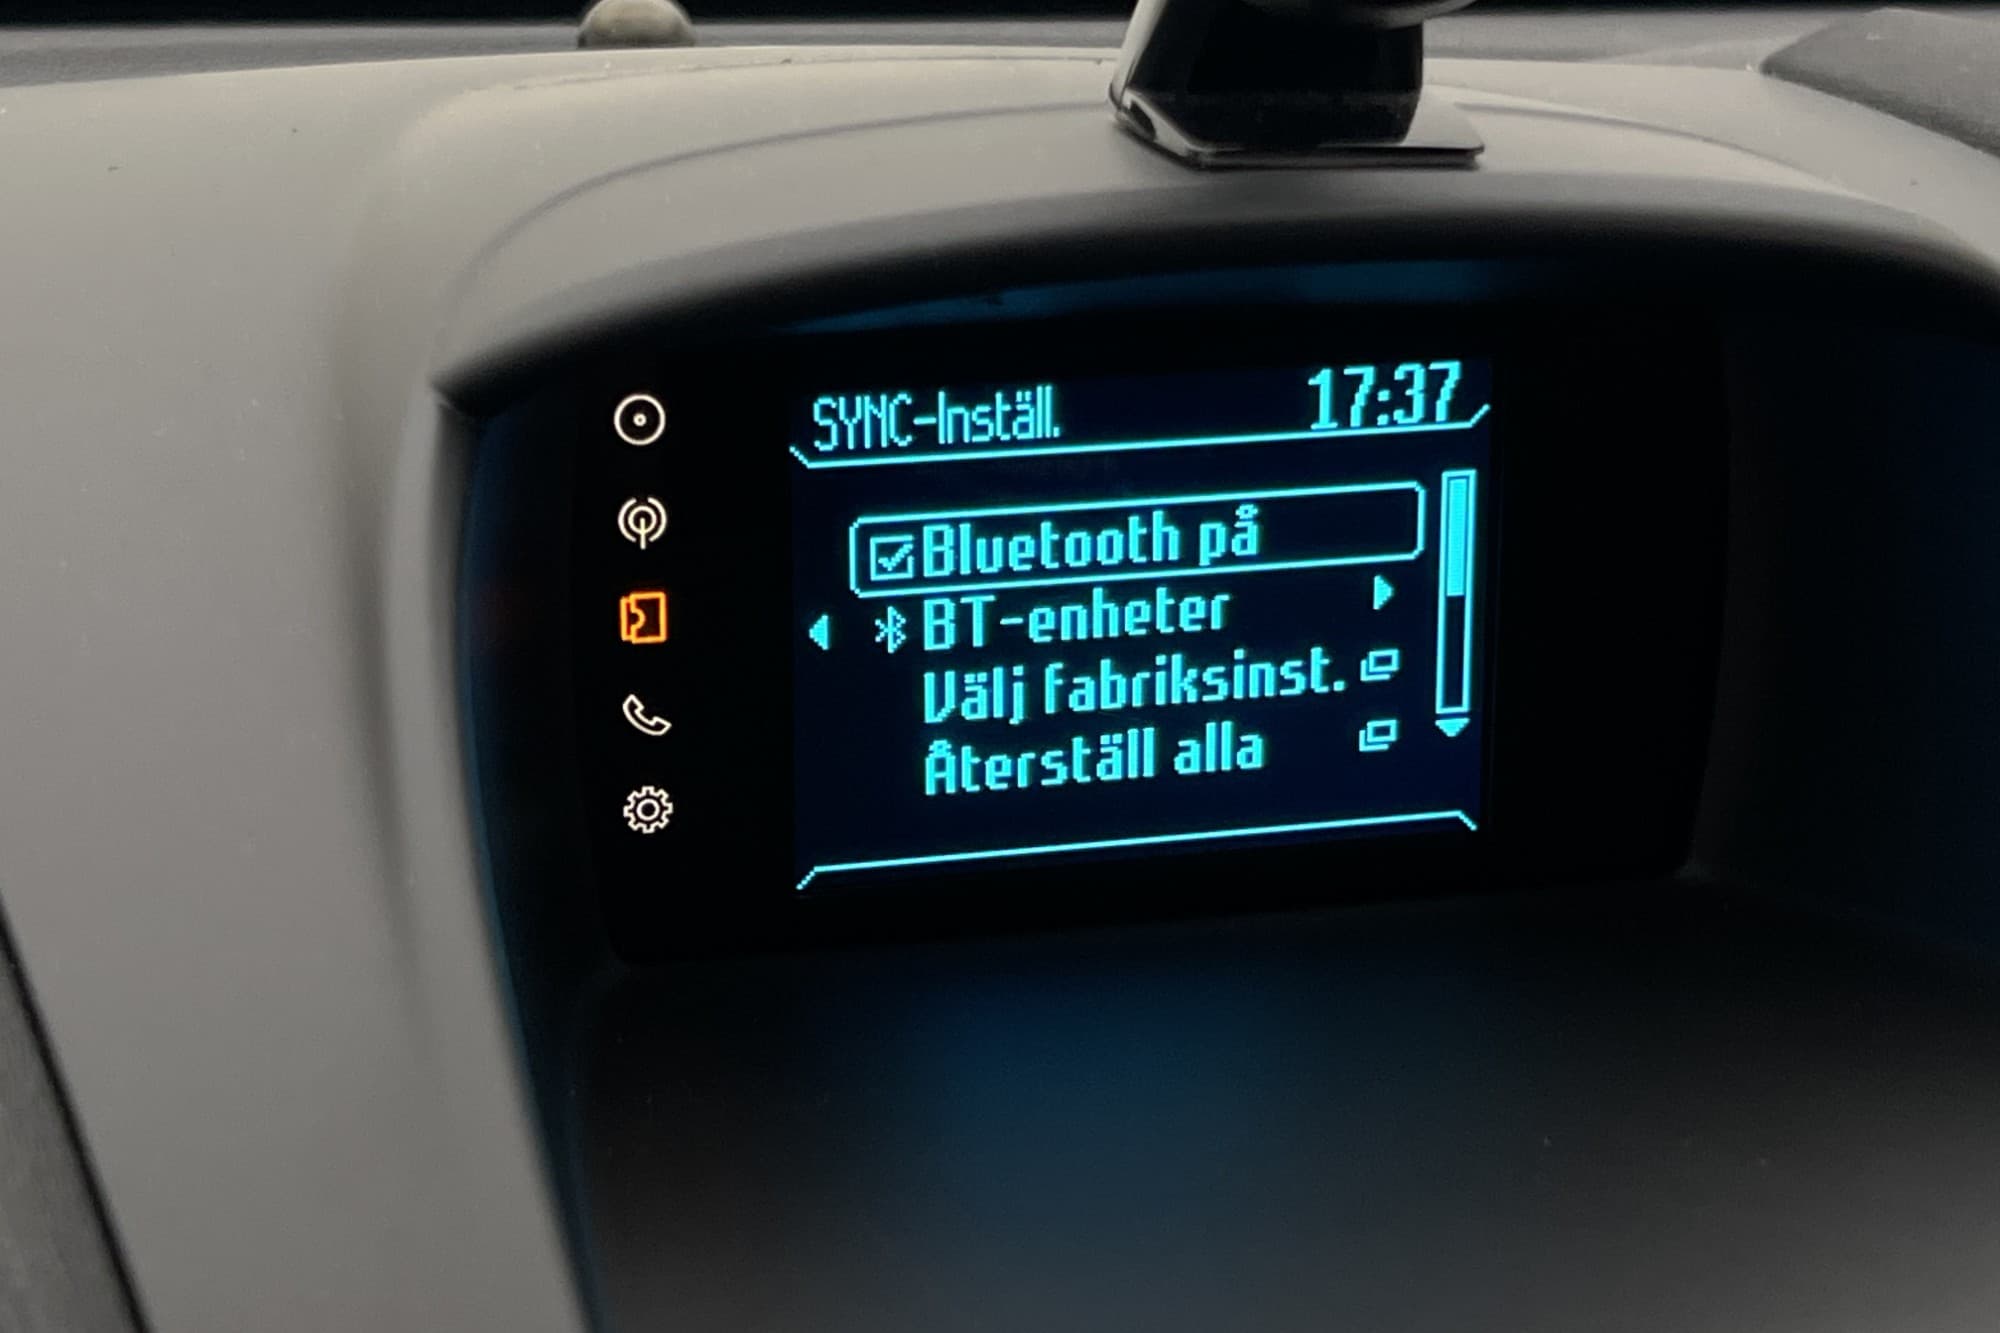 SYNC-Inställ.
17:37
Bluetooth på
BT-enheter
Välj fabriksinst.
Återställ alla